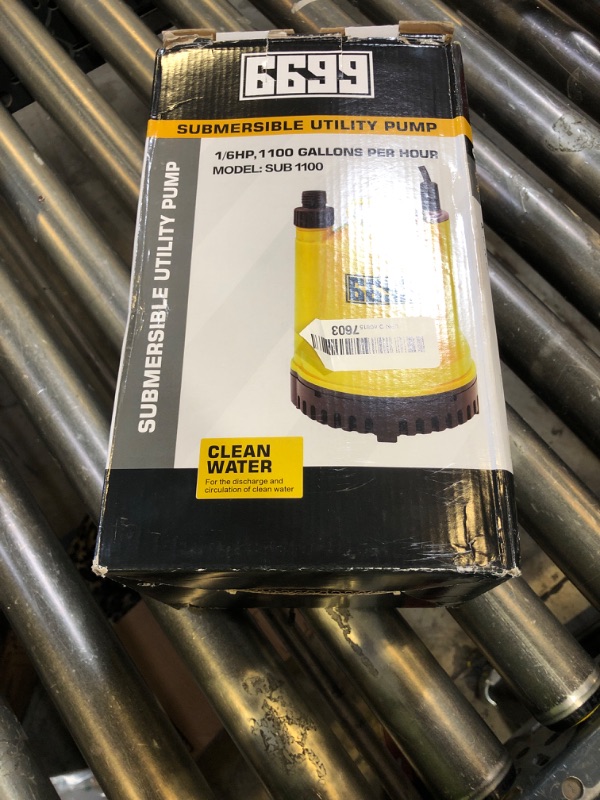 6699
SUBMERSIBLE UTILITY PUMP
1/6HP, 1100 GALLONS PER HOUR
MODEL: SUB 1100
SUBMERSIBLE UTILITY PUMP
7603
CLEAN
WATER
For the discharge and
circulation of clean water